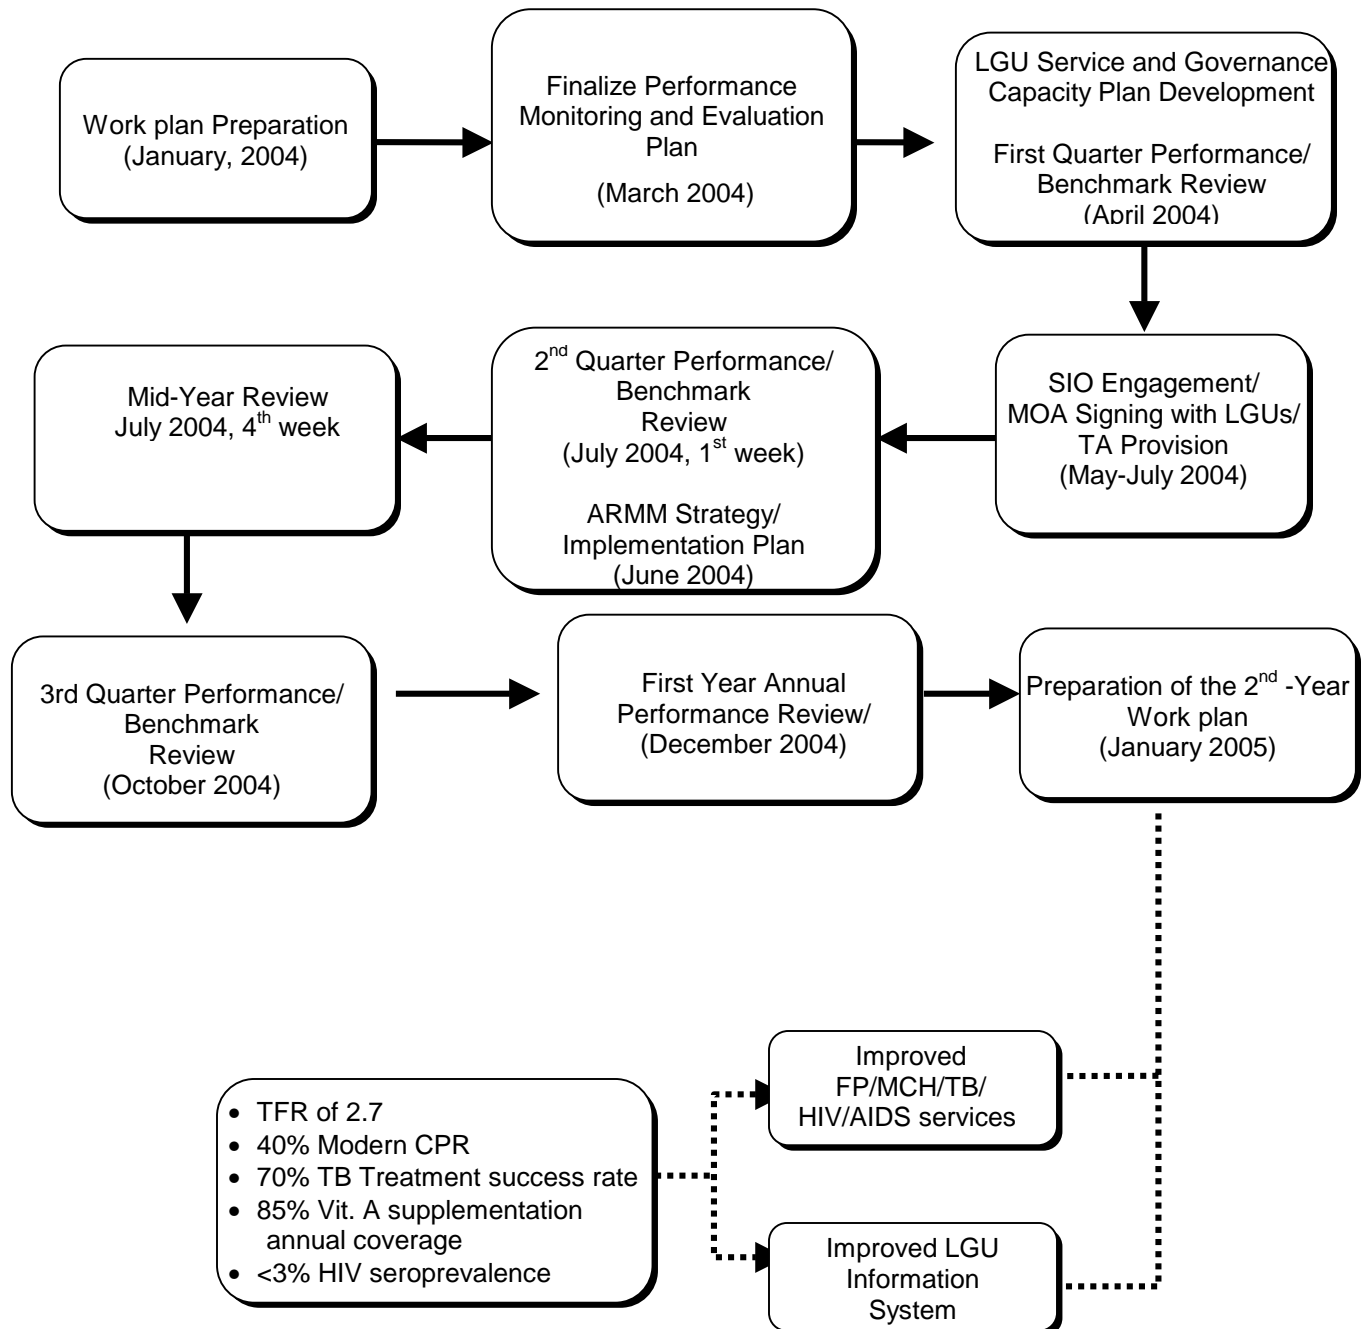 Work plan Preparation
(January, 2004)
Finalize Performance
Monitoring and Evaluation
Plan
(March 2004)
LGU Service and Governance
Capacity Plan Development
First Quarter Performance/
Benchmark Review
(April 2004)
SIO Engagement/
MOA Signing with LGUs/
TA Provision
(May-July 2004)
2nd Quarter Performance/
Benchmark
Review
(July 2004, 1st week)
ARMM Strategy/
Implementation Plan
(June 2004)
Mid-Year Review
July 2004, 4th week
3rd Quarter Performance/
Benchmark
Review
(October 2004)
First Year Annual
Performance Review/
(December 2004)
Preparation of the 2nd -Year
Work plan
(January 2005)
Improved
FP/MCH/TB/
HIV/AIDS services
• TFR of 2.7
• 40% Modern CPR
• 70% TB Treatment success rate
• 85% Vit. A supplementation
annual coverage
• <3% HIV seroprevalence
Improved LGU
Information
System